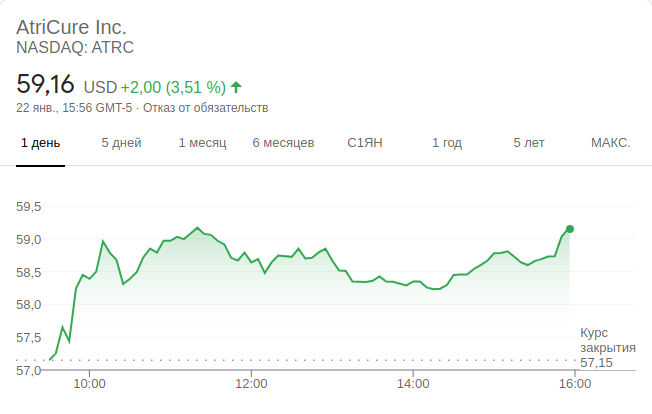 AtriCure Inc.
NASDAQ: ATRC
59,16 USD +2,00 (3,51 %)
22 янв., 15:56 GMT-5 · Отказ от обязательств
1 день 5 дней 1 месяц 6 месяцев С1ЯН 1 год 5 лет МАКС.
59,5
59,0
58,5
58,0
57,5
57,0
Курс
закрытия
57,15
10:00 12:00 14:00 16:00